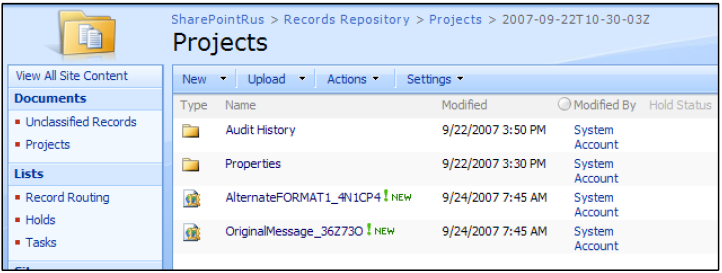 SharePointRus > Records Repository > Projects > 2007-09-22T10-30-03Z
Projects
View All Site Content
Documents
Unclassified Records
Projects
Lists
Record Routing
Holds
Tasks
New Upload Actions Settings
Type Name Modified Modified By Hold Status
Audit History 9/22/2007 3:50 PM System
Account
Properties 9/22/2007 3:30 PM System
Account
AlternateFORMAT1_4N1CP4 ! NEW 9/24/2007 7:45 AM System
Account
OriginalMessage_36Z73O ! NEW 9/24/2007 7:45 AM System
Account